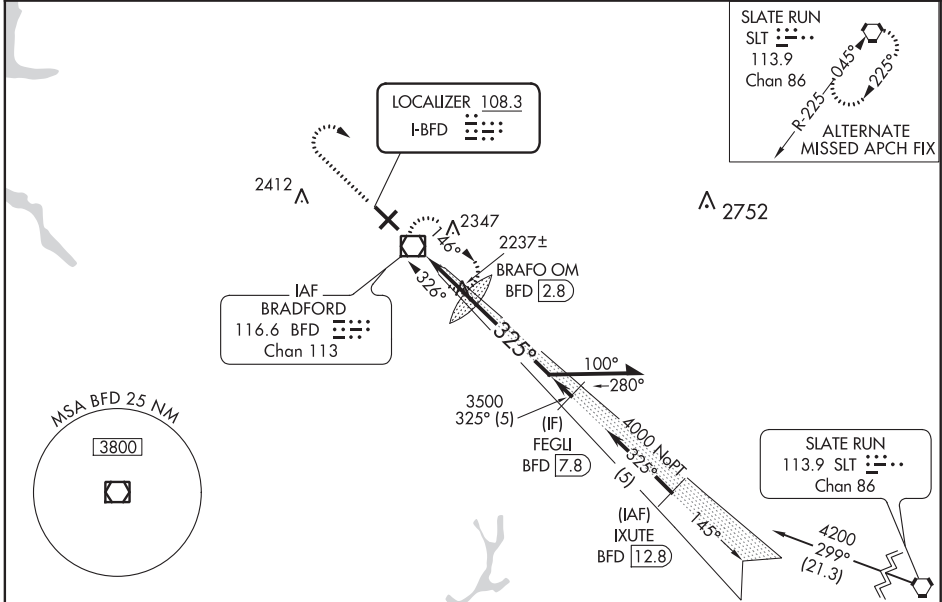 SLATE RUN
SLT
113.9
Chan 86
R-225
045°
225°
ALTERNATE
MISSED APCH FIX
LOCALIZER 108.3
I-BFD
2412
2347
2752
146°
2237±
BRAFO OM
BFD 2.8
326°
IAF
BRADFORD
116.6 BFD
Chan 113
325°
100°
280°
3500
325° (5)
(IF)
FEGLI
BFD 7.8
4000 NoPT
325°
(5)
MSA BFD 25 NM
3800
(IAF)
IXUTE
BFD 12.8
145°
SLATE RUN
113.9 SLT
Chan 86
4200
299°
(21.3)